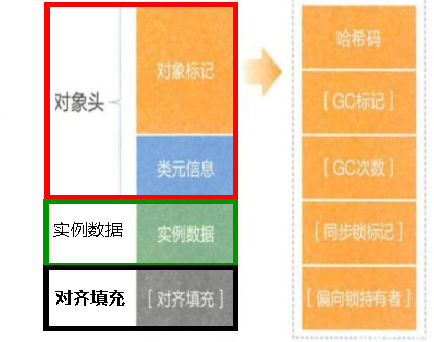 对象头
对象标记
类元信息
实例数据
实例数据
对齐填充
[ 对齐填充 ]
哈希码
[ GC标记 ]
[ GC次数 ]
[ 同步锁标记 ]
[ 偏向锁持有者 ]